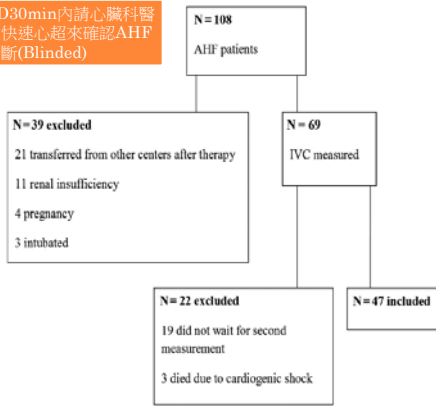 D30min內請心臟科醫
快速心超來確認AHF
斷(Blinded)
N = 108
AHF patients
N = 39 excluded
21 transferred from other centers after therapy
11 renal insufficiency
4 pregnancy
3 intubated
N = 69
IVC measured
N = 22 excluded
19 did not wait for second
measurement
3 died due to cardiogenic shock
N = 47 included